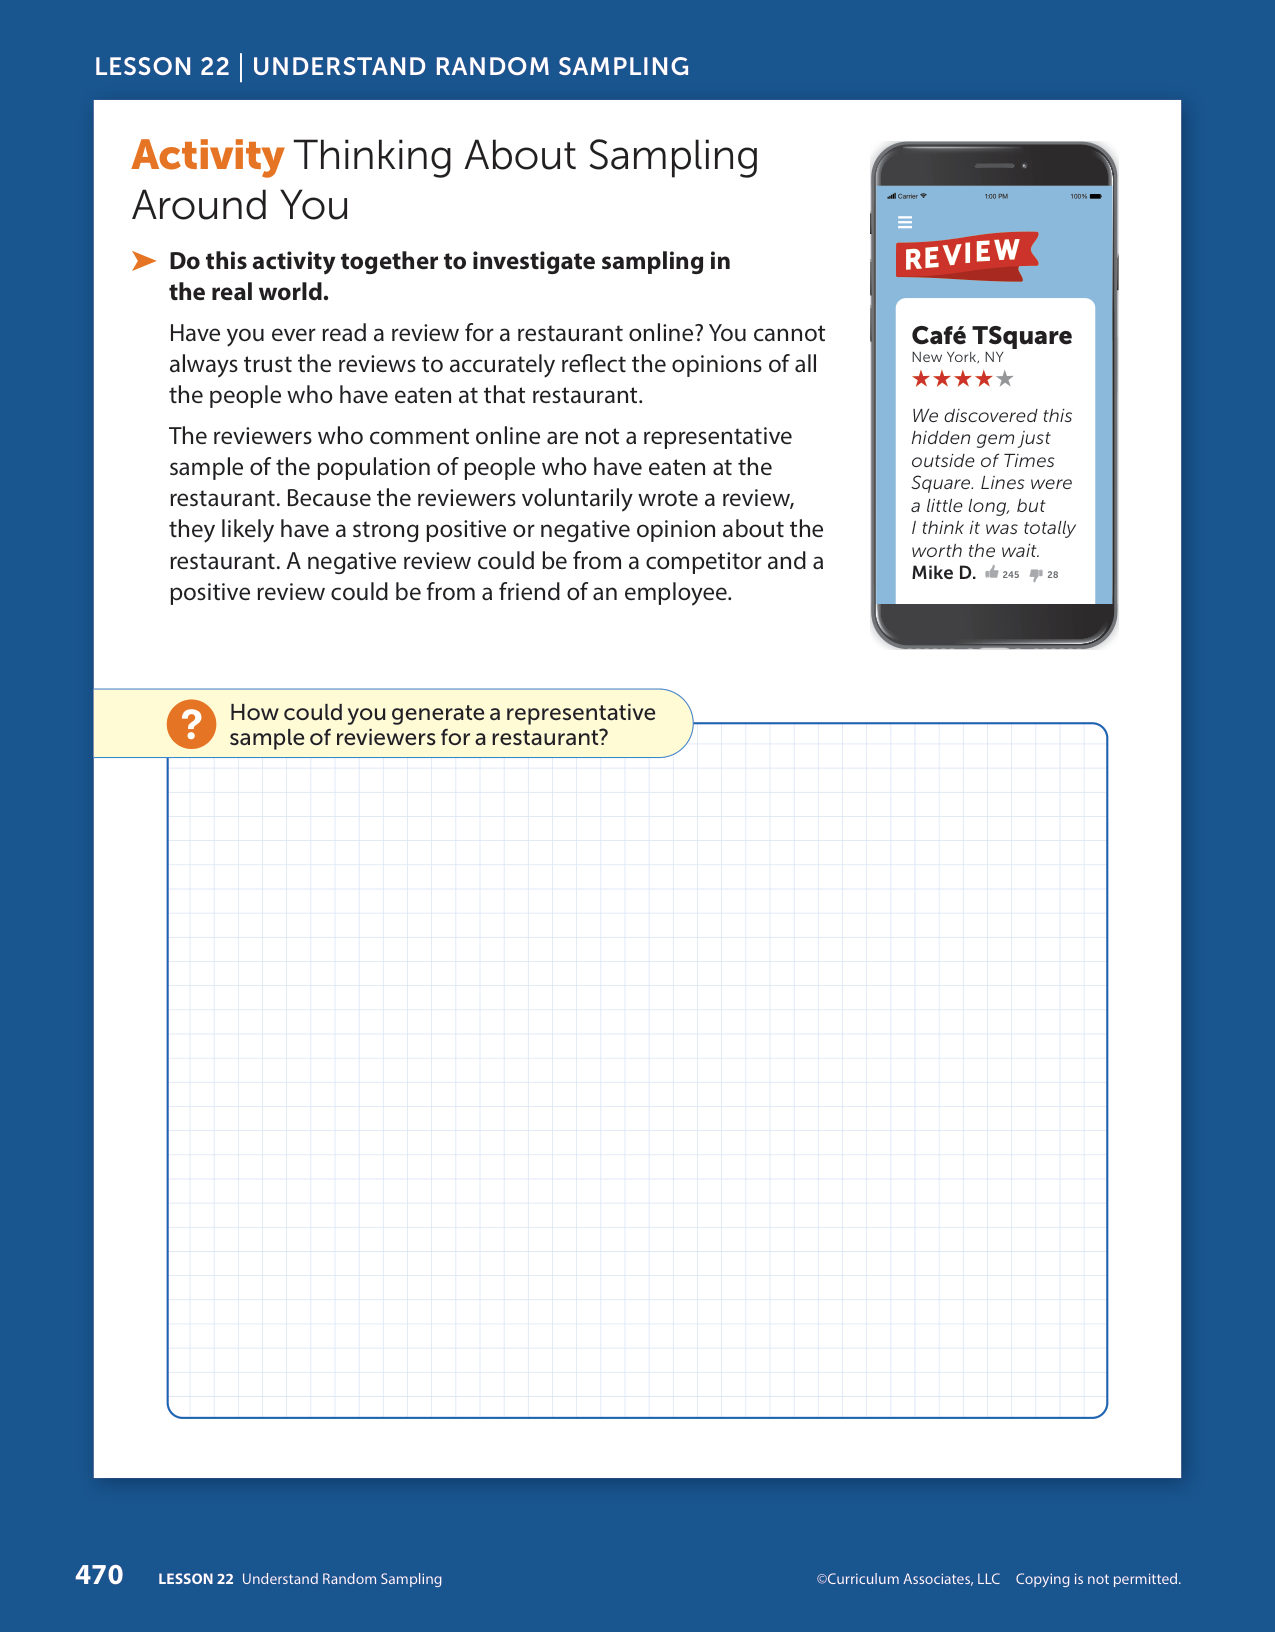 LESSON 22 | UNDERSTAND RANDOM SAMPLING
Activity Thinking About Sampling
Around You
Do this activity together to investigate sampling in
the real world.
Have you ever read a review for a restaurant online? You cannot
always trust the reviews to accurately reflect the opinions of all
the people who have eaten at that restaurant.
The reviewers who comment online are not a representative
sample of the population of people who have eaten at the
restaurant. Because the reviewers voluntarily wrote a review,
they likely have a strong positive or negative opinion about the
restaurant. A negative review could be from a competitor and a
positive review could be from a friend of an employee.
Carrier 1:00 PM 100%
REVIEW
Café TSquare
New York, NY
We discovered this
hidden gem just
outside of Times
Square. Lines were
a little long, but
I think it was totally
worth the wait.
Mike D. 245 28
? How could you generate a representative
sample of reviewers for a restaurant?
470 LESSON 22 Understand Random Sampling ©Curriculum Associates, LLC Copying is not permitted.